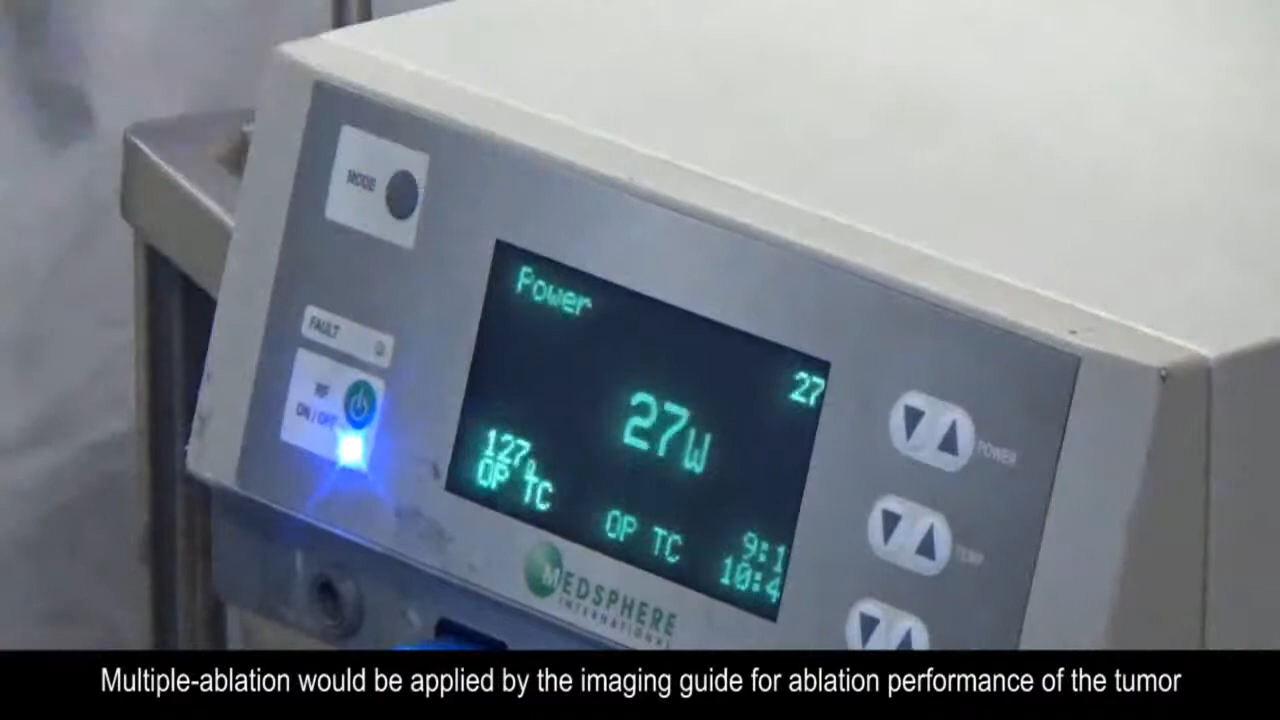 MODE
FAULT
RF
ON / OFF
Power
27
27W
127
OP TC
OP TC
9:1
10:4
POWER
TEMP
MEDSPHERE
INTERNATIONAL
Multiple-ablation would be applied by the imaging guide for ablation performance of the tumor